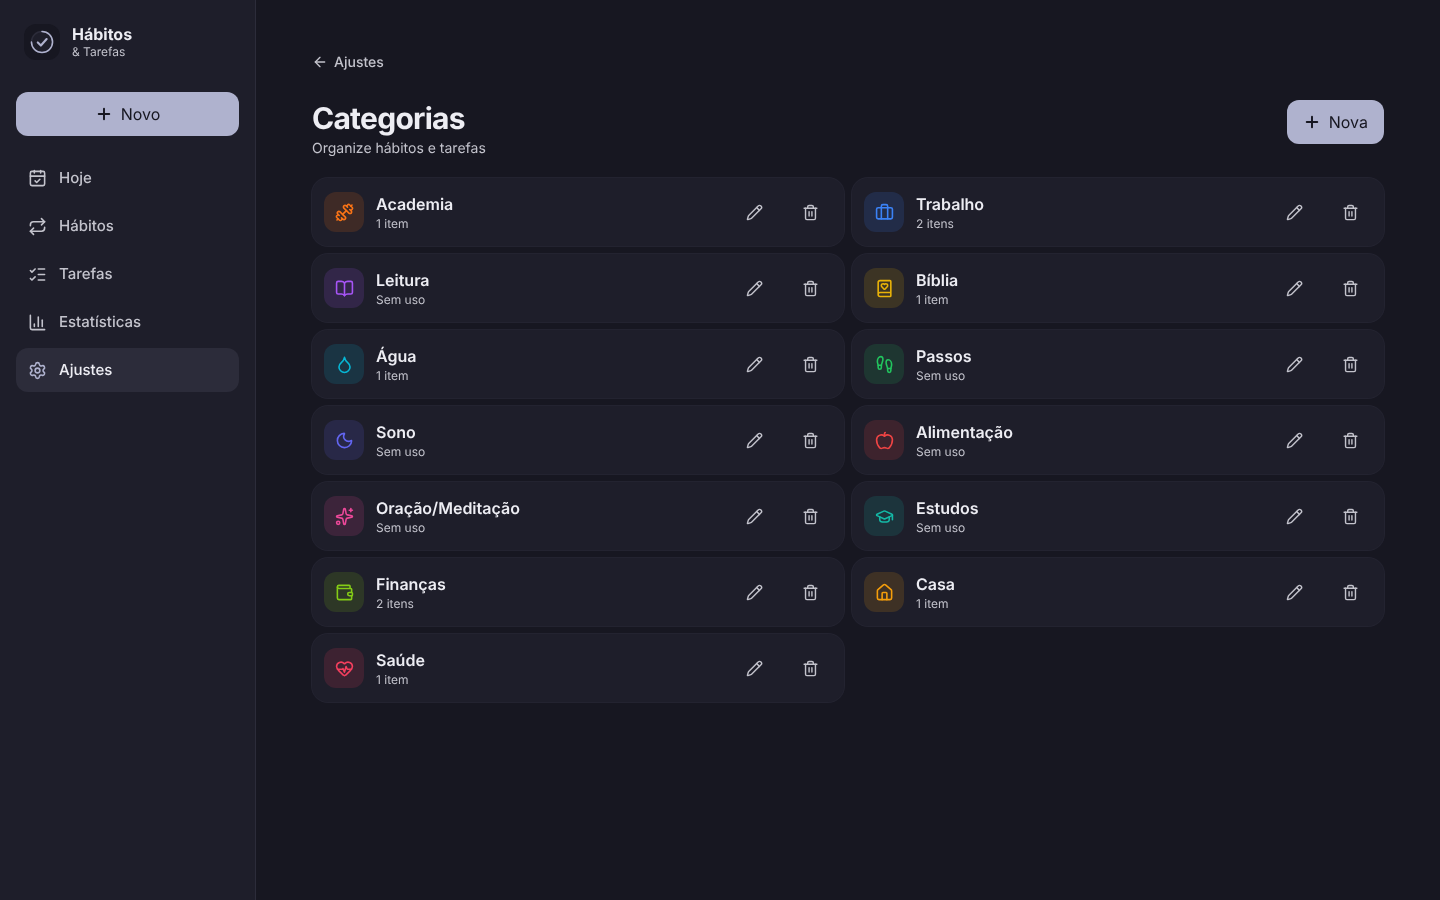 Hábitos
& Tarefas
Novo
Hoje
Hábitos
Tarefas
Estatísticas
Ajustes
Ajustes
Categorias
Organize hábitos e tarefas
Nova
Academia
1 item
Trabalho
2 itens
Leitura
Sem uso
Bíblia
1 item
Água
1 item
Passos
Sem uso
Sono
Sem uso
Alimentação
Sem uso
Oração/Meditação
Sem uso
Estudos
Sem uso
Finanças
2 itens
Casa
1 item
Saúde
1 item